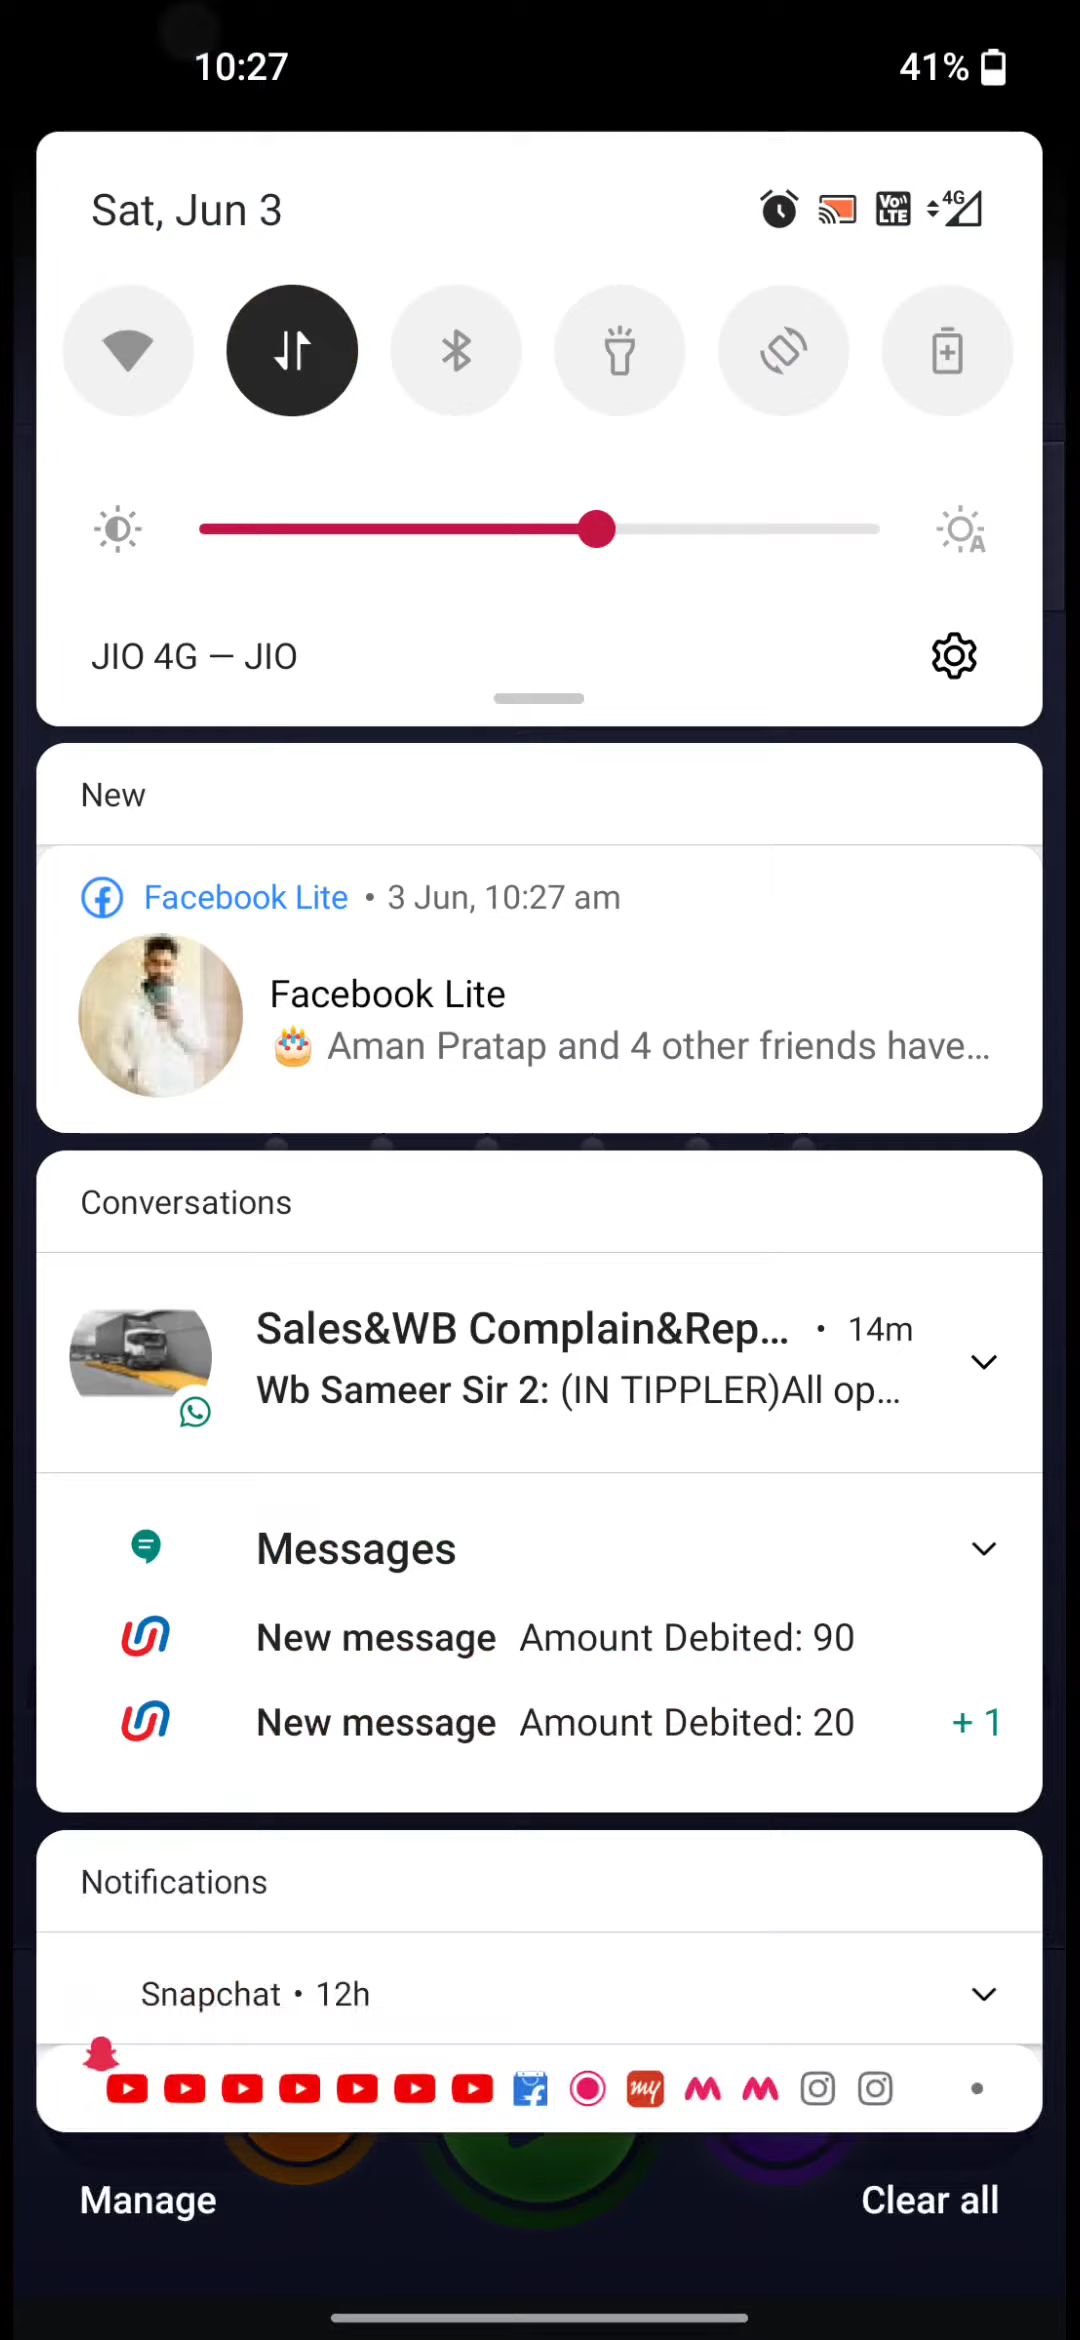 10:27
41%
Sat, Jun 3
Vo)) LTE
4G
A
JIO 4G — JIO
New
Facebook Lite • 3 Jun, 10:27 am
Facebook Lite
🎂 Aman Pratap and 4 other friends have…
Conversations
Sales&WB Complain&Rep… • 14m
Wb Sameer Sir 2: (IN TIPPLER)All op…
Messages
New message Amount Debited: 90
New message Amount Debited: 20 + 1
Notifications
Snapchat • 12h
my
Manage
Clear all